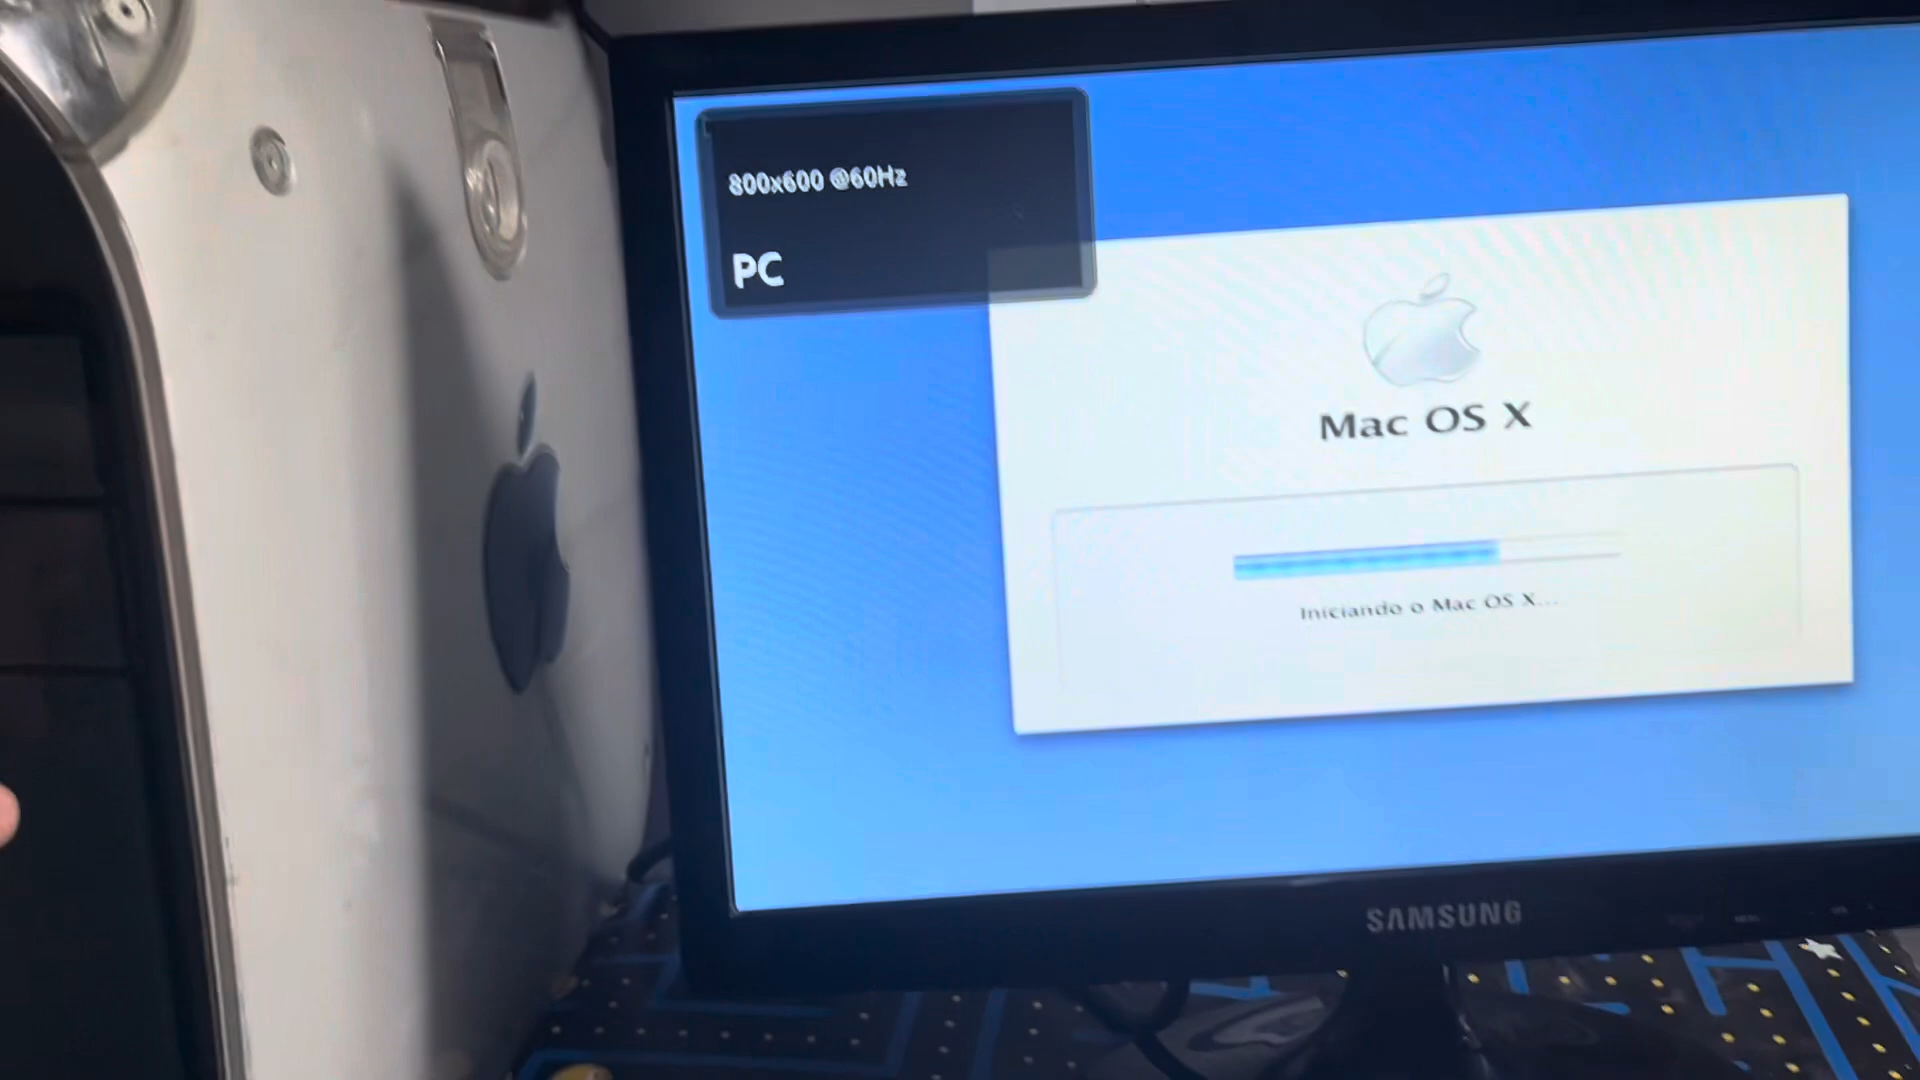 800x600 @60Hz
PC
Mac OS X
Iniciando o Mac OS X...
SAMSUNG